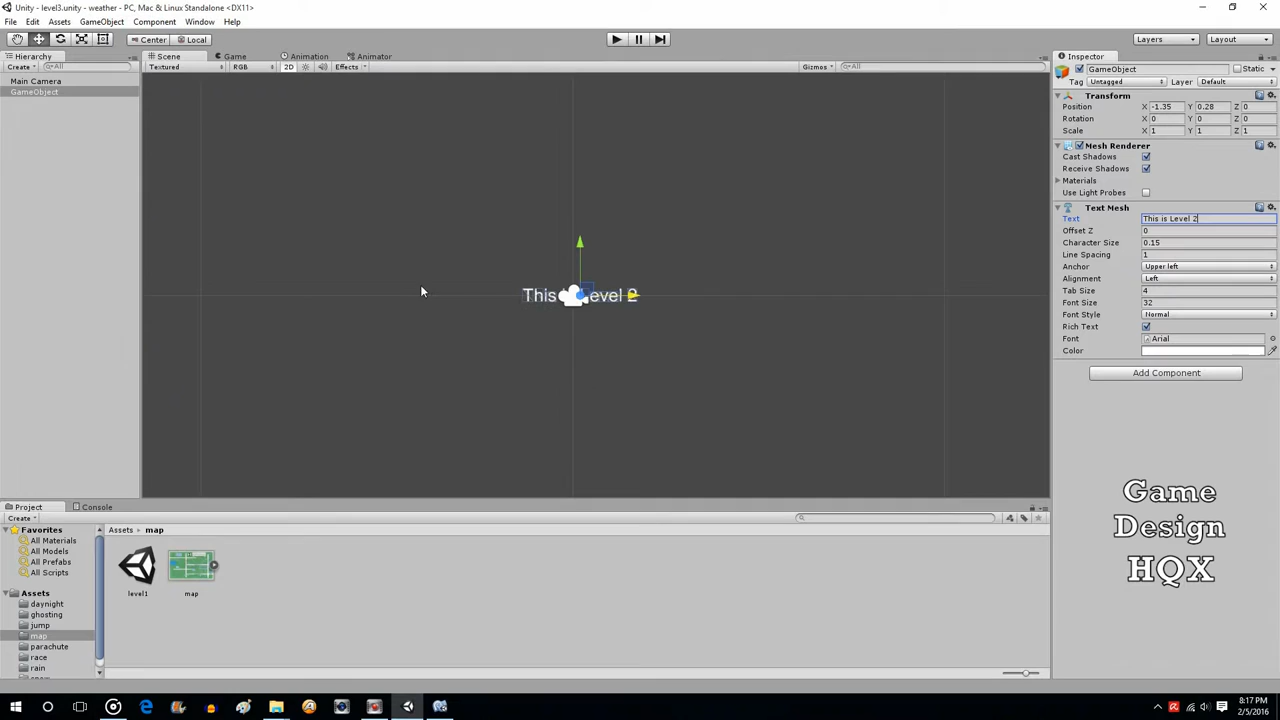 Unity - level3.unity - weather - PC, Mac & Linux Standalone <DX11>
File Edit Assets GameObject Component Window Help
Center Local Layers Layout
Hierarchy Scene Game Animation Animator Inspector
Create All Textured RGB 2D Effects Gizmos All
GameObject Static
Tag Untagged Layer Default
Main Camera
GameObject
Transform
Position X -1.35 Y 0.28 Z 0
Rotation X 0 Y 0 Z 0
Scale X 1 Y 1 Z 1
Mesh Renderer
Cast Shadows
Receive Shadows
Materials
Use Light Probes
Text Mesh
Text This is Level 2
Offset Z 0
Character Size 0.15
Line Spacing 1
Anchor Upper left
Alignment Left
Tab Size 4
Font Size 32
Font Style Normal
Rich Text
Font Arial
Color
Add Component
This evel 2
Game
Design
HQX
Project Console
Create
Favorites
All Materials
All Models
All Prefabs
All Scripts
Assets
daynight
ghosting
jump
map
parachute
race
rain
Assets map
level1 map
8:17 PM
2/5/2016